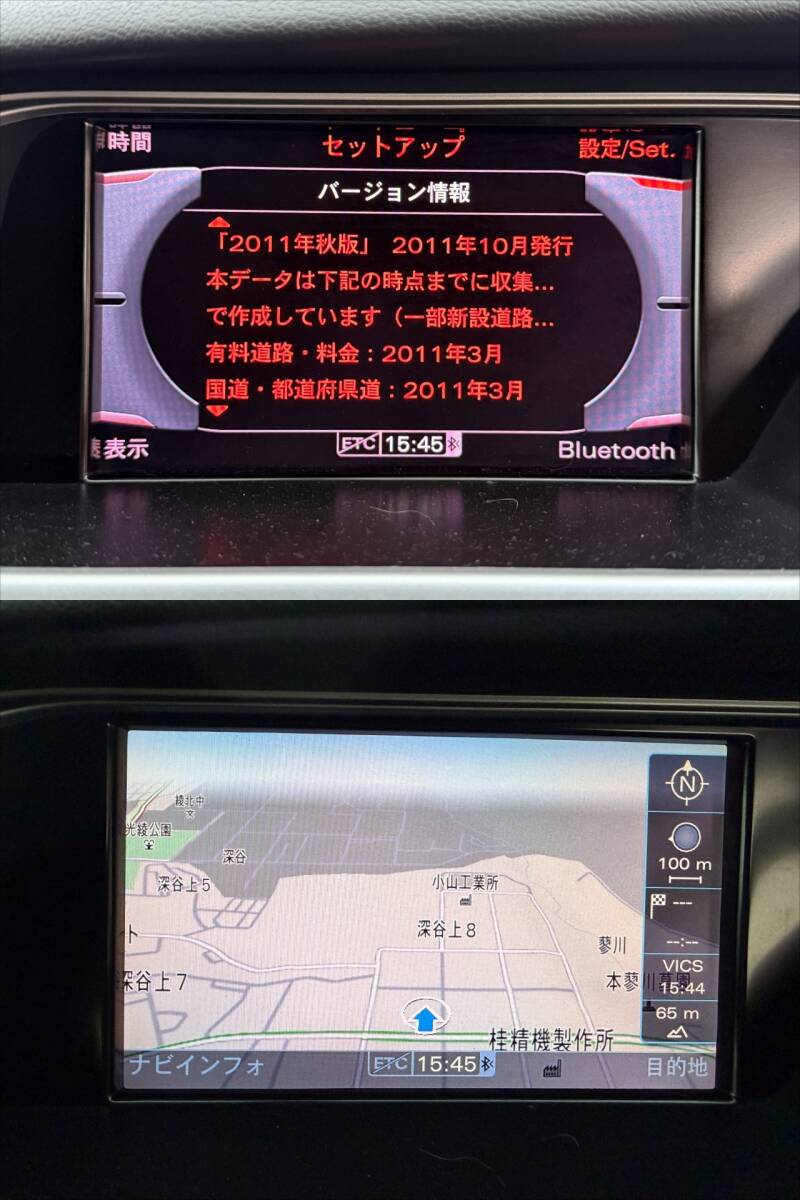 時間
セットアップ
設定/Set.
バージョン情報
「2011年秋版」 2011年10月発行
本データは下記の時点までに収集...
で作成しています（一部新設道路...
有料道路・料金：2011年3月
国道・都道府県道：2011年3月
表示
ETC 15:45
Bluetooth
綾北中
光綾公園
深谷
深谷上5
小山工業所
深谷上8
ト
深谷上7
蓼川
本蓼川墓園
桂精機製作所
N
100 m
---
--:--
VICS
15:44
65 m
ナビインフォ
ETC 15:45
目的地